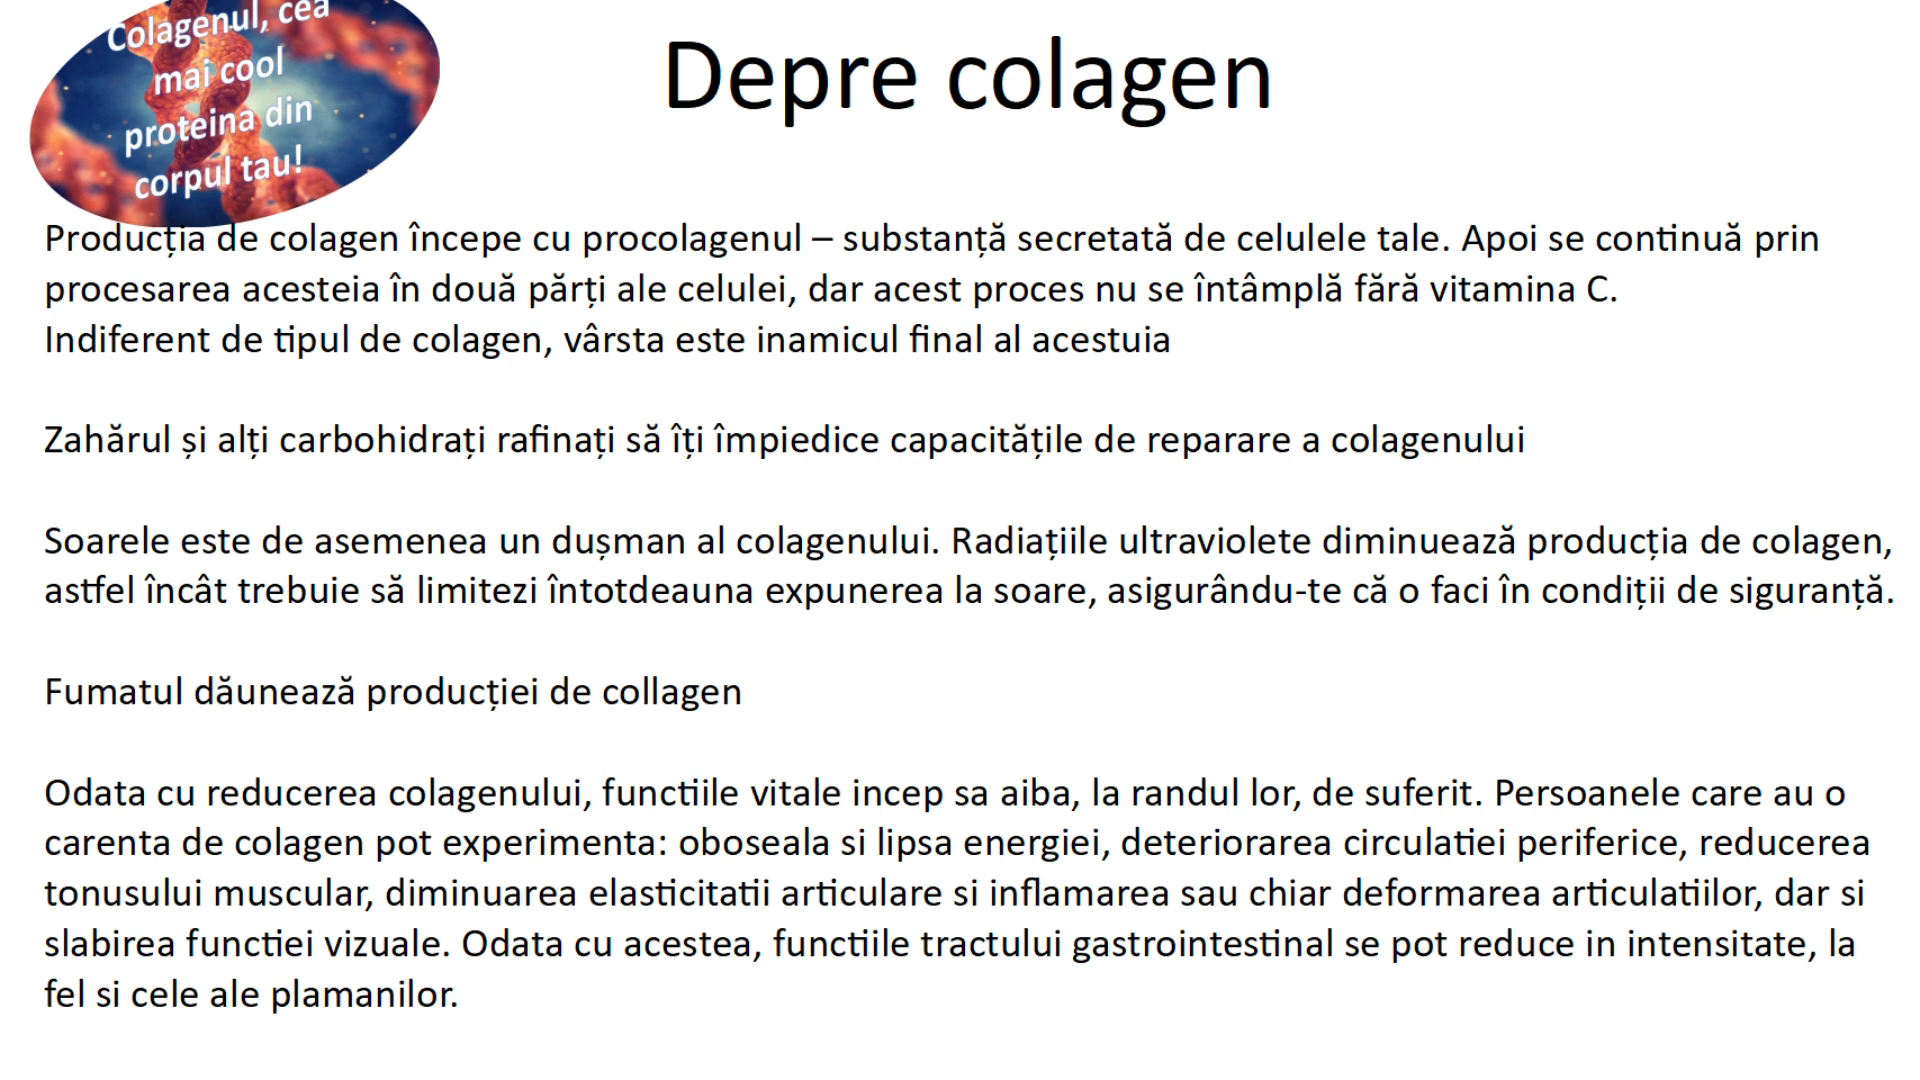 Colagenul, cea
mai cool
proteina din
corpul tau!
Depre colagen
Producția de colagen începe cu procolagenul – substanță secretată de celulele tale. Apoi se continuă prin
procesarea acesteia în două părți ale celulei, dar acest proces nu se întâmplă fără vitamina C.
Indiferent de tipul de colagen, vârsta este inamicul final al acestuia
Zahărul și alți carbohidrați rafinați să îți împiedice capacitățile de reparare a colagenului
Soarele este de asemenea un dușman al colagenului. Radiațiile ultraviolete diminuează producția de colagen,
astfel încât trebuie să limitezi întotdeauna expunerea la soare, asigurându-te că o faci în condiții de siguranță.
Fumatul dăunează producției de collagen
Odata cu reducerea colagenului, functiile vitale incep sa aiba, la randul lor, de suferit. Persoanele care au o
carenta de colagen pot experimenta: oboseala si lipsa energiei, deteriorarea circulatiei periferice, reducerea
tonusului muscular, diminuarea elasticitatii articulare si inflamarea sau chiar deformarea articulatiilor, dar si
slabirea functiei vizuale. Odata cu acestea, functiile tractului gastrointestinal se pot reduce in intensitate, la
fel si cele ale plamanilor.